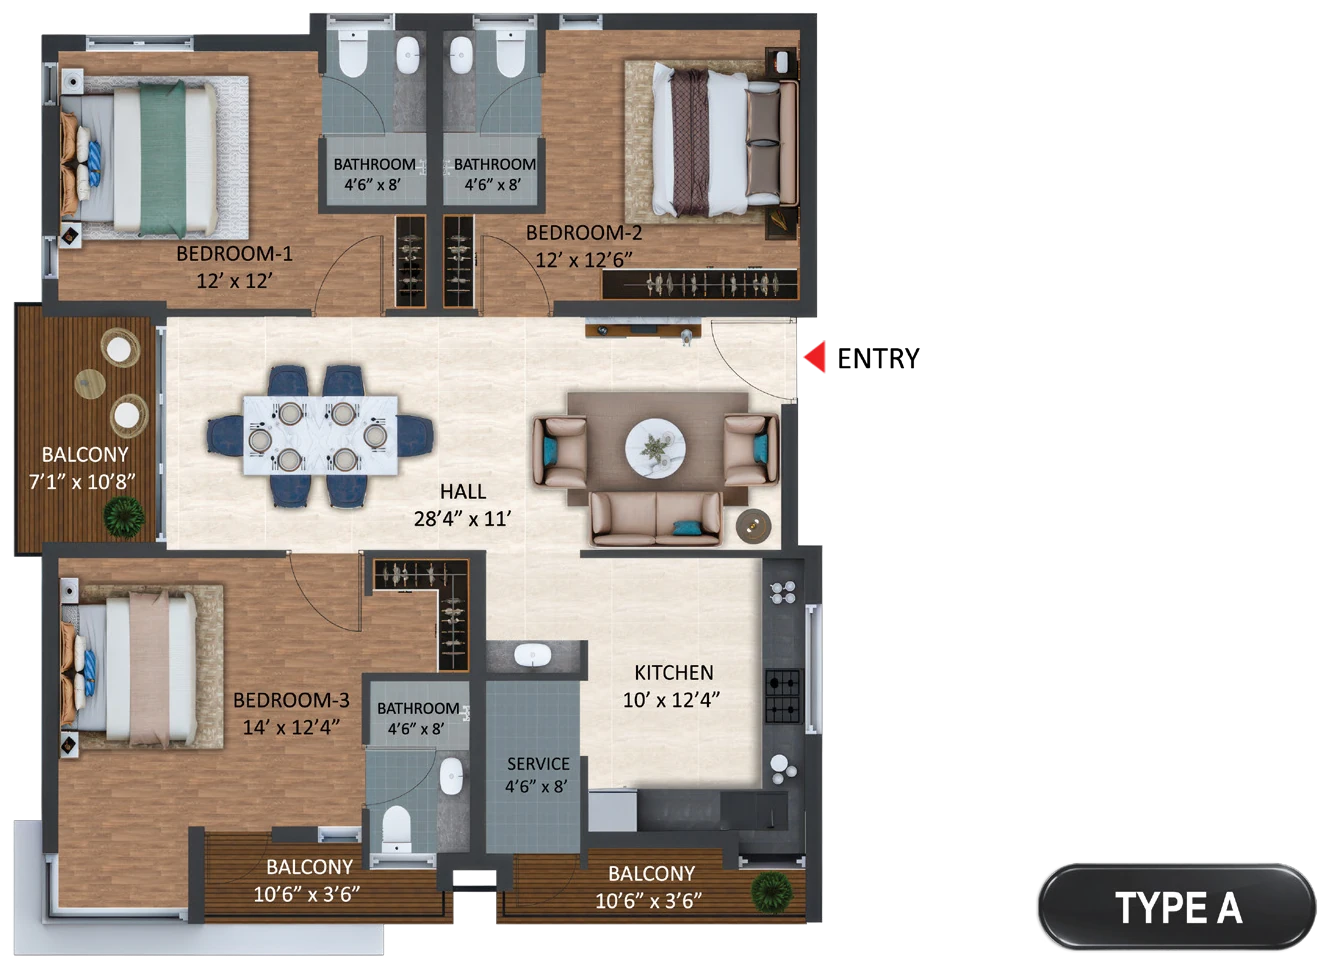 BATHROOM
4'6” x 8'
BATHROOM
4'6” x 8'
BEDROOM-1
12’ x 12’
BEDROOM-2
12’ x 12’6”
ENTRY
BALCONY
7’1” x 10’8”
HALL
28’4” x 11’
BEDROOM-3
14’ x 12’4”
BATHROOM
4’6” x 8’
KITCHEN
10’ x 12’4”
SERVICE
4’6” x 8’
BALCONY
10’6” x 3’6”
BALCONY
10’6” x 3’6”
TYPE A